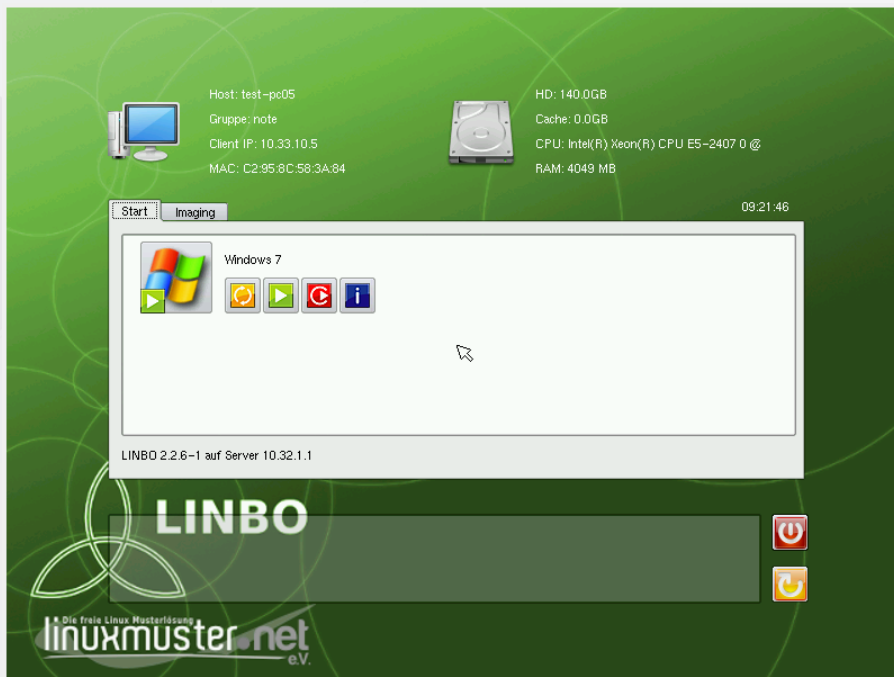 Host: test-pc05
Gruppe: note
Client IP: 10.33.10.5
MAC: C2:95:8C:58:3A:84
HD: 140.0GB
Cache: 0.0GB
CPU: Intel(R) Xeon(R) CPU E5-2407 0 @
RAM: 4049 MB
Start
Imaging
09:21:46
Windows 7
i
LINBO 2.2.6-1 auf Server 10.32.1.1
LINBO
Die freie Linux Musterlösung
linuxmuster.net
e.V.